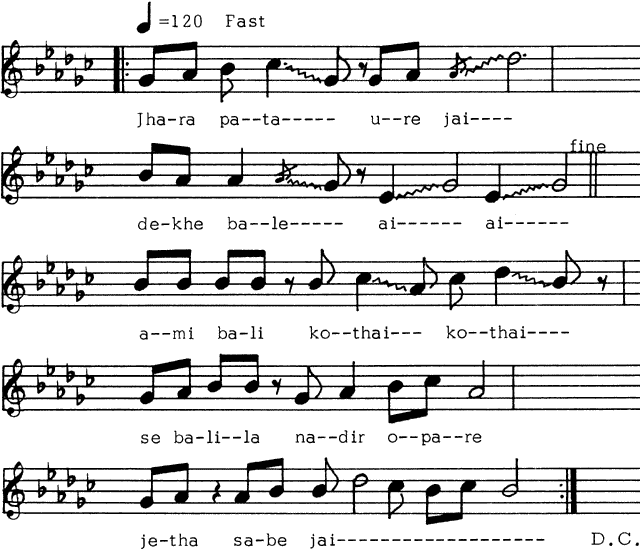 =120 Fast
Jha-ra pa--ta----- u--re jai----
fine
de-khe ba--le----- ai------ ai------
a--mi ba-li ko--thai--- ko--thai----
se ba-li--la na--dir o--pa--re
je-tha sa-be jai------------------- D.C.